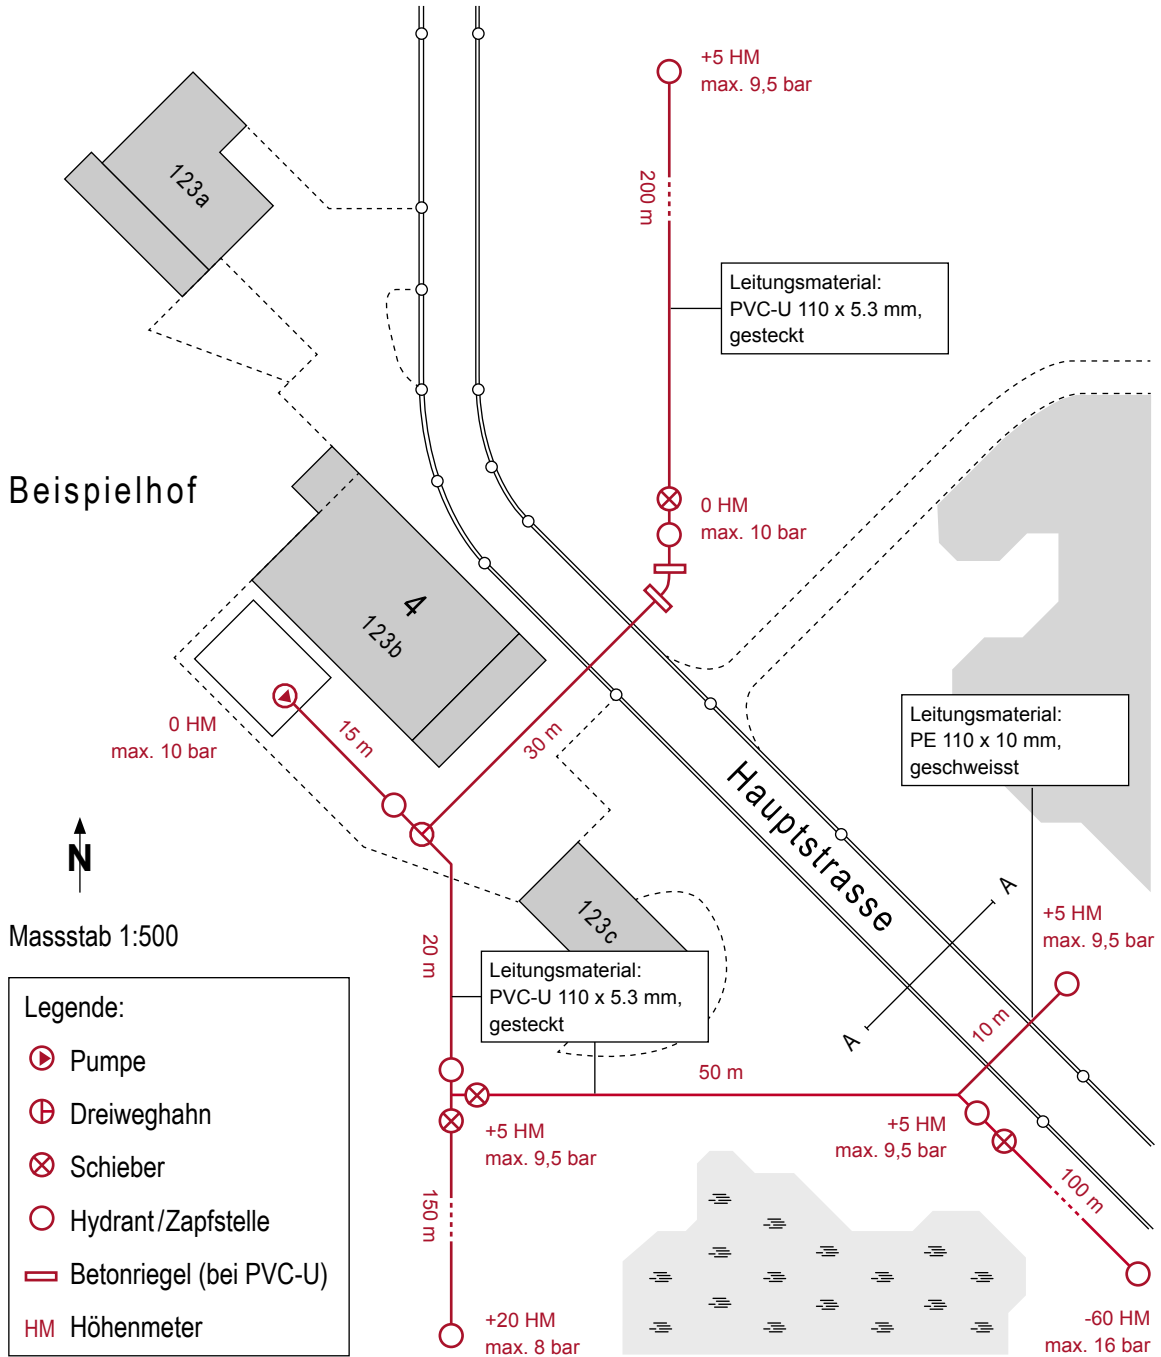 +5 HM
max. 9,5 bar
123a
200 m
Leitungsmaterial:
PVC-U 110 x 5.3 mm,
gesteckt
Beispielhof
0 HM
max. 10 bar
4
123b
0 HM
max. 10 bar
15 m
30 m
Leitungsmaterial:
PE 110 x 10 mm,
geschweisst
Hauptstrasse
N
Massstab 1:500
123c
A
A
+5 HM
max. 9,5 bar
20 m
Leitungsmaterial:
PVC-U 110 x 5.3 mm,
gesteckt
10 m
50 m
+5 HM
max. 9,5 bar
+5 HM
max. 9,5 bar
150 m
100 m
+20 HM
max. 8 bar
-60 HM
max. 16 bar
Legende:
Pumpe
Dreiweghahn
Schieber
Hydrant/Zapfstelle
Betonriegel (bei PVC-U)
HM Höhenmeter